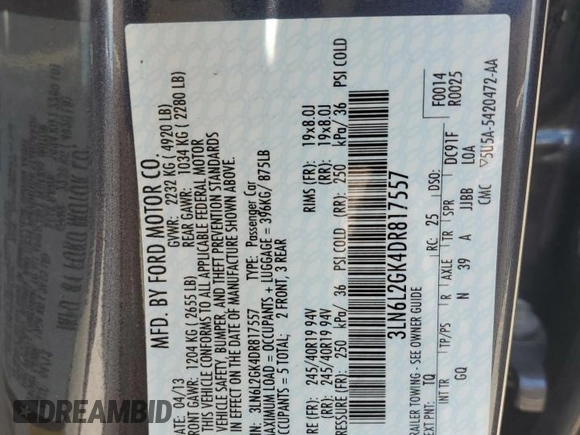 MFD. BY FORD MOTOR CO.
DATE: 04/13 GVWR: 2232 KG ( 4920 LB)
FRONT GAWR: 1204 KG ( 2655 LB) REAR GAWR: 1034 KG ( 2280 LB)
THIS VEHICLE CONFORMS TO ALL APPLICABLE FEDERAL MOTOR
VEHICLE SAFETY, BUMPER, AND THEFT PREVENTION STANDARDS
IN EFFECT ON THE DATE OF MANUFACTURE SHOWN ABOVE.
VIN: 3LN6L2GK4DR817557 TYPE: Passenger Car
MAXIMUM LOAD = OCCUPANTS + LUGGAGE = 396KG/ 875LB
OCCUPANTS = 5 TOTAL: 2 FRONT, 3 REAR
TIRE (FR): 245/40R19 94V RIMS (FR): 19x8.0J
(RR): 245/40R19 94V (RR): 19x8.0J
PRESSURE (FR): 250 kPa/ 36 PSI COLD (RR): 250 kPa/ 36 PSI COLD
3LN6L2GK4DR817557
TRAILER TOWING - SEE OWNER GUIDE
EXT PNT: TQ RC: 25 DSO: F0014
DC91F R0025
INT TR TP/PS R AXLE TR SPR
GQ N 39 A JJBB LOA
CMC V5U5A-5420472-AA
RIDE SAFELY